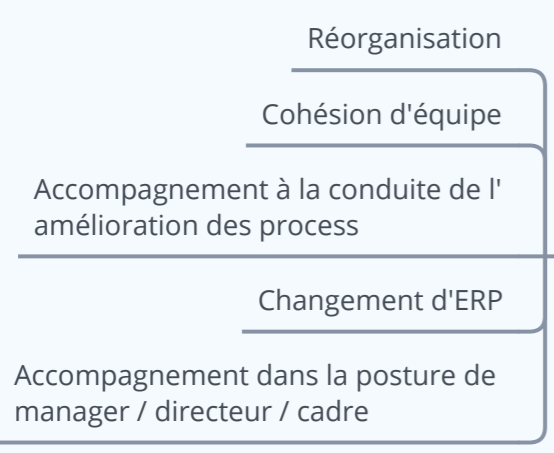 Réorganisation
Cohésion d'équipe
Accompagnement à la conduite de l'
amélioration des process
Changement d'ERP
Accompagnement dans la posture de
manager / directeur / cadre